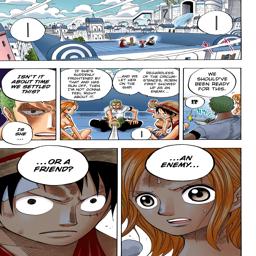 WE
SHOULD'VE
BEEN READY
FOR THIS.
REGARDLESS
OF THE
CIRCUM-
STANCES,
ROBIN FIRST
SHOWED
UP AS AN
ENEMY...
...AND WE
LET HER
ON THE
SHIP.
IF SHE'S
SUDDENLY
FRIGHTENED BY
THAT AND HAS
RUN OFF, THEN
I'M NOT GONNA
FEEL RIGHT
ABOUT IT.
ISN'T IT
ABOUT TIME
WE SETTLED
THIS?
IS
SHE...
...AN
ENEMY...
...OR A
FRIEND?